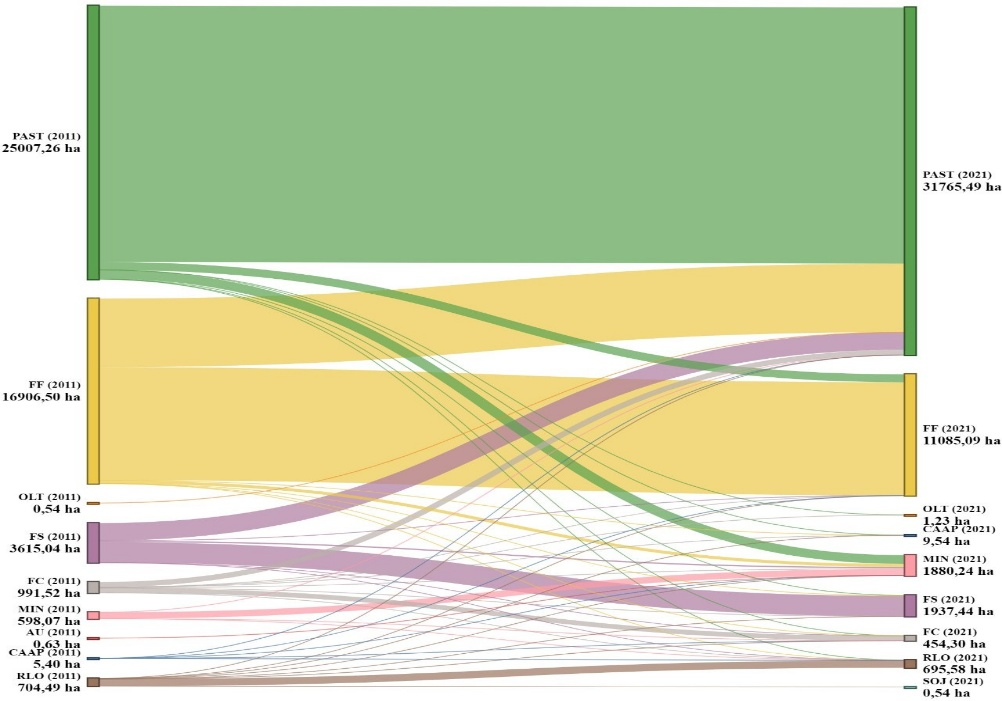 PAST (2011)
25007,26 ha
FF (2011)
16906,50 ha
OLT (2011)
0,54 ha
FS (2011)
3615,04 ha
FC (2011)
991,52 ha
MIN (2011)
598,07 ha
AU (2011)
0,63 ha
CAAP (2011)
5,40 ha
RLO (2011)
704,49 ha
PAST (2021)
31765,49 ha
FF (2021)
11085,09 ha
OLT (2021)
1,23 ha
CAAP (2021)
9,54 ha
MIN (2021)
1880,24 ha
FS (2021)
1937,44 ha
FC (2021)
454,30 ha
RLO (2021)
695,58 ha
SOJ (2021)
0,54 ha